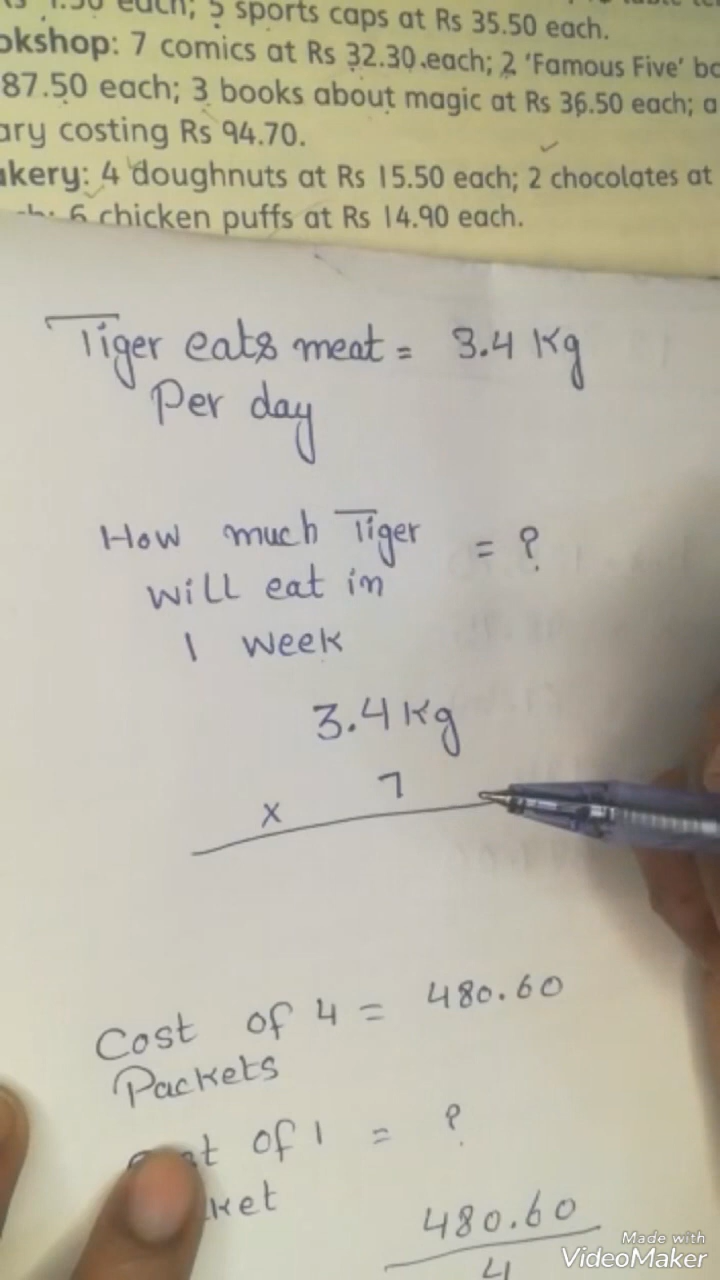 each; 5 sports caps at Rs 35.50 each.
okshop: 7 comics at Rs 32.30 each; 2 'Famous Five' bo
87.50 each; 3 books about magic at Rs 36.50 each; a
ary costing Rs 94.70.
akery: 4 doughnuts at Rs 15.50 each; 2 chocolates at
6 chicken puffs at Rs 14.90 each.
Tiger eats meat = 3.4 Kg
Per day
How much Tiger = ?
will eat in
1 week
3.4 Kg
x 7
Cost of 4 = 480.60
Packets
of 1 = ?
ket
480.60
4
Made with
VideoMaker